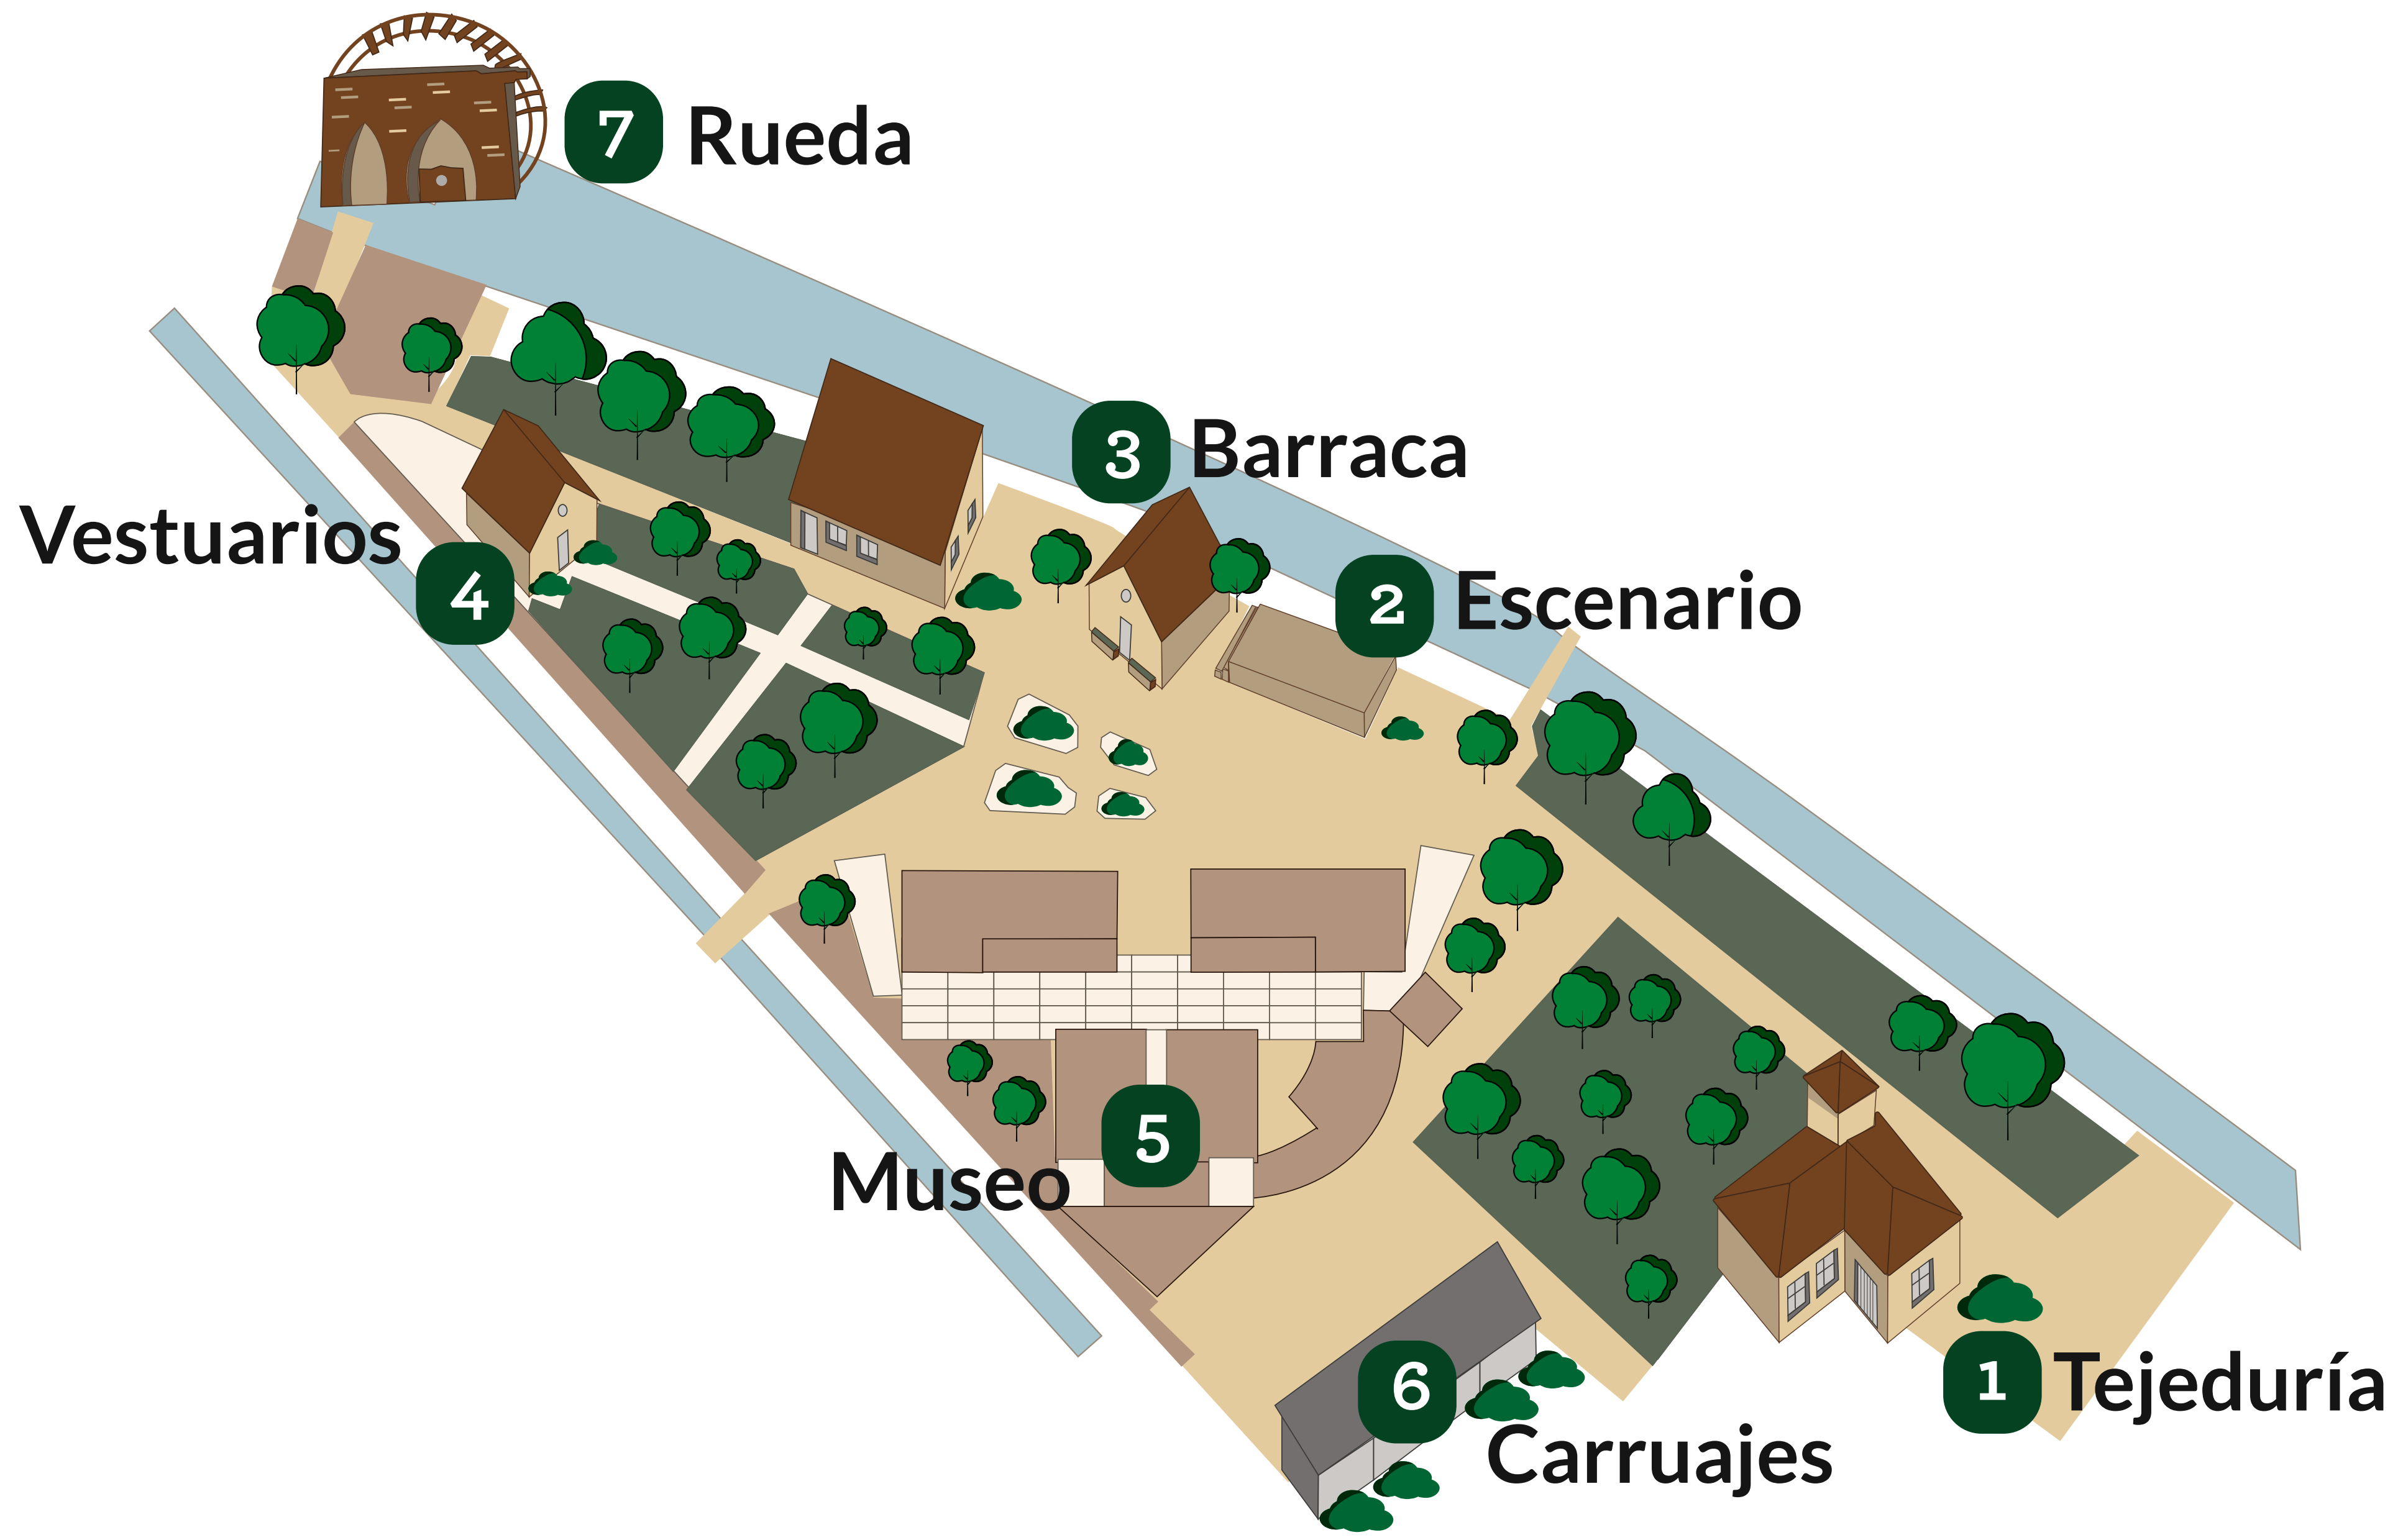 7 Rueda
3 Barraca
Vestuarios 4
2 Escenario
5
Museo
6
Carruajes
1 Tejeduría